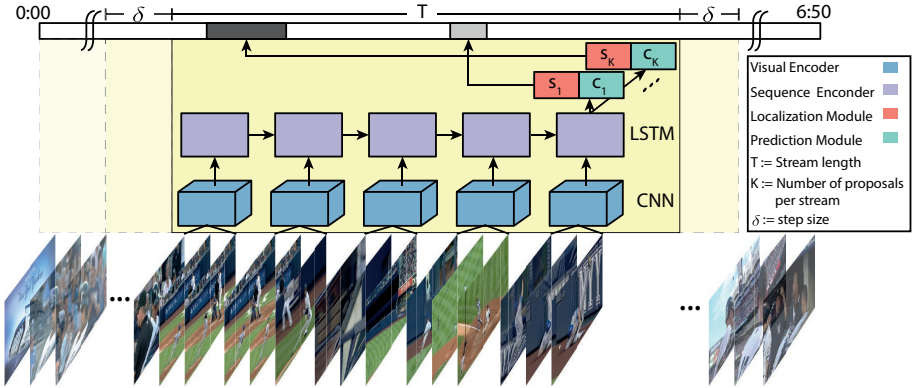 0:00
δ
T
δ
6:50
S_K C_K
S_1 C_1
...
LSTM
CNN
...
...
Visual Encoder
Sequence Enconder
Localization Module
Prediction Module
T := Stream length
K := Number of proposals
per stream
δ := step size